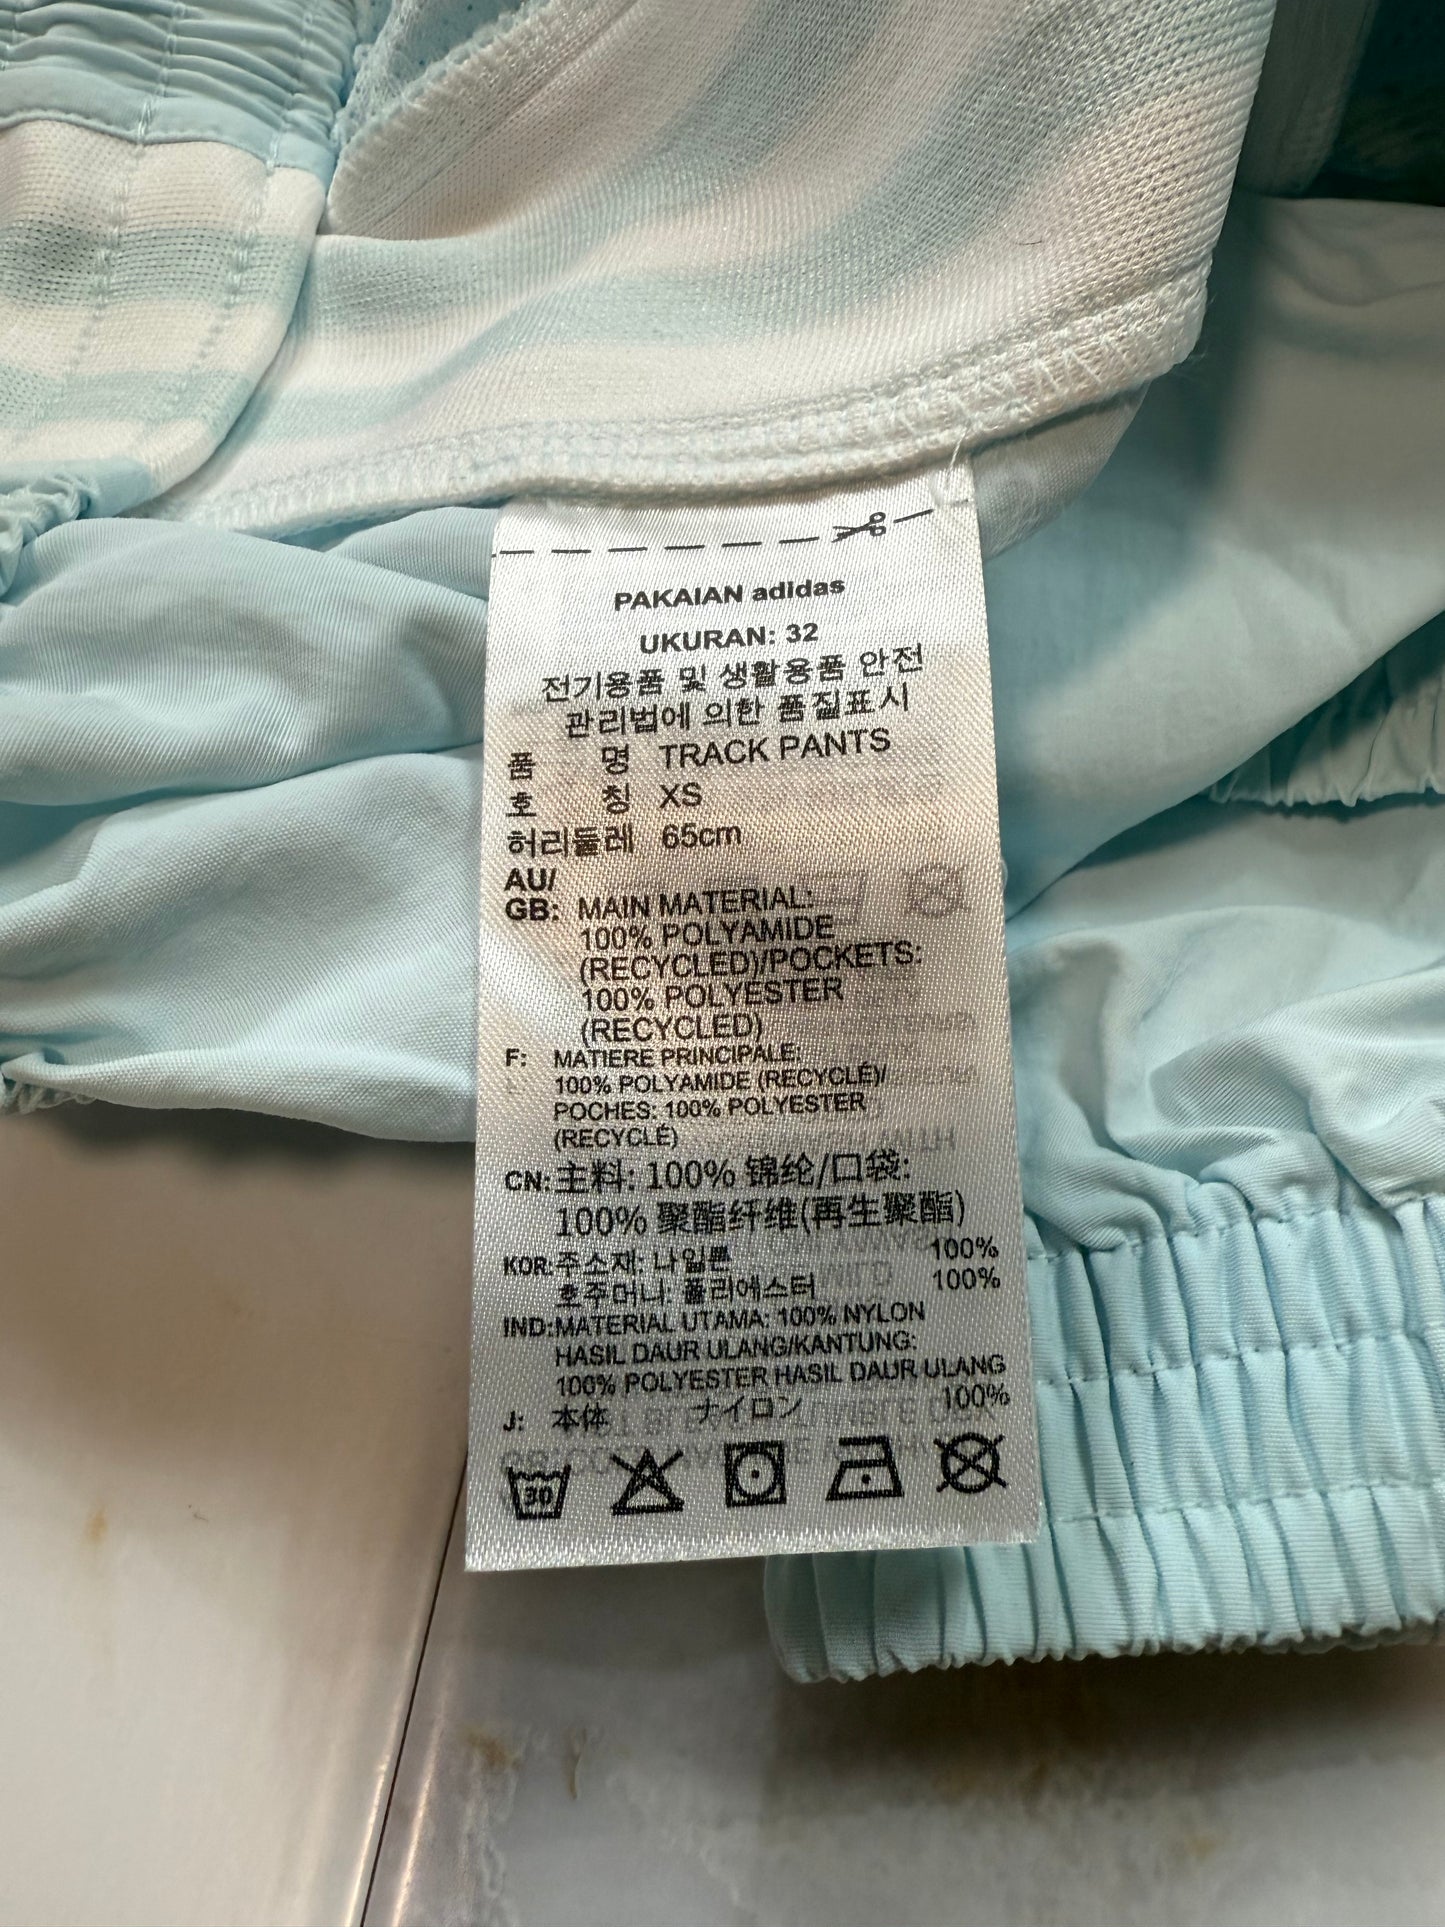 PAKAIAN adidas
UKURAN: 32
전기용품 및 생활용품 안전
관리법에 의한 품질표시
품 명 TRACK PANTS
호 칭 XS
허리둘레 65cm
AU/
GB: MAIN MATERIAL:
100% POLYAMIDE
(RECYCLED)/POCKETS:
100% POLYESTER
(RECYCLED)
F: MATIERE PRINCIPALE:
100% POLYAMIDE (RECYCLÉ)/
POCHES: 100% POLYESTER
(RECYCLÉ)
CN: 主料: 100% 锦纶/口袋:
100% 聚酯纤维(再生聚酯)
KOR: 주소재: 나일론 100%
호주머니: 폴리에스터 100%
IND: MATERIAL UTAMA: 100% NYLON
HASIL DAUR ULANG/KANTUNG:
100% POLYESTER HASIL DAUR ULANG
J: 本体 ナイロン 100%
30